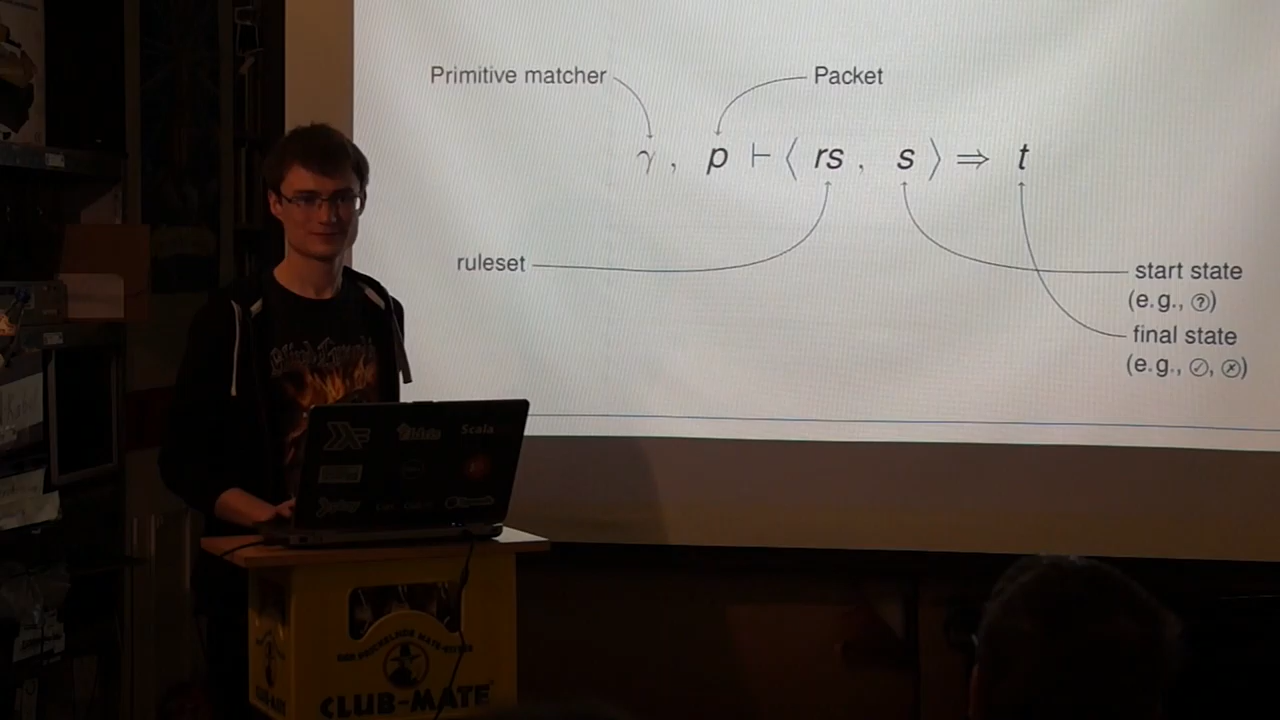 Primitive matcher
Packet
γ , p ⊢ ⟨ rs , s ⟩ ⇒ t
ruleset
start state
(e.g., ?)
final state
(e.g., ✓, ✗)
Scala
CLUB-MATE